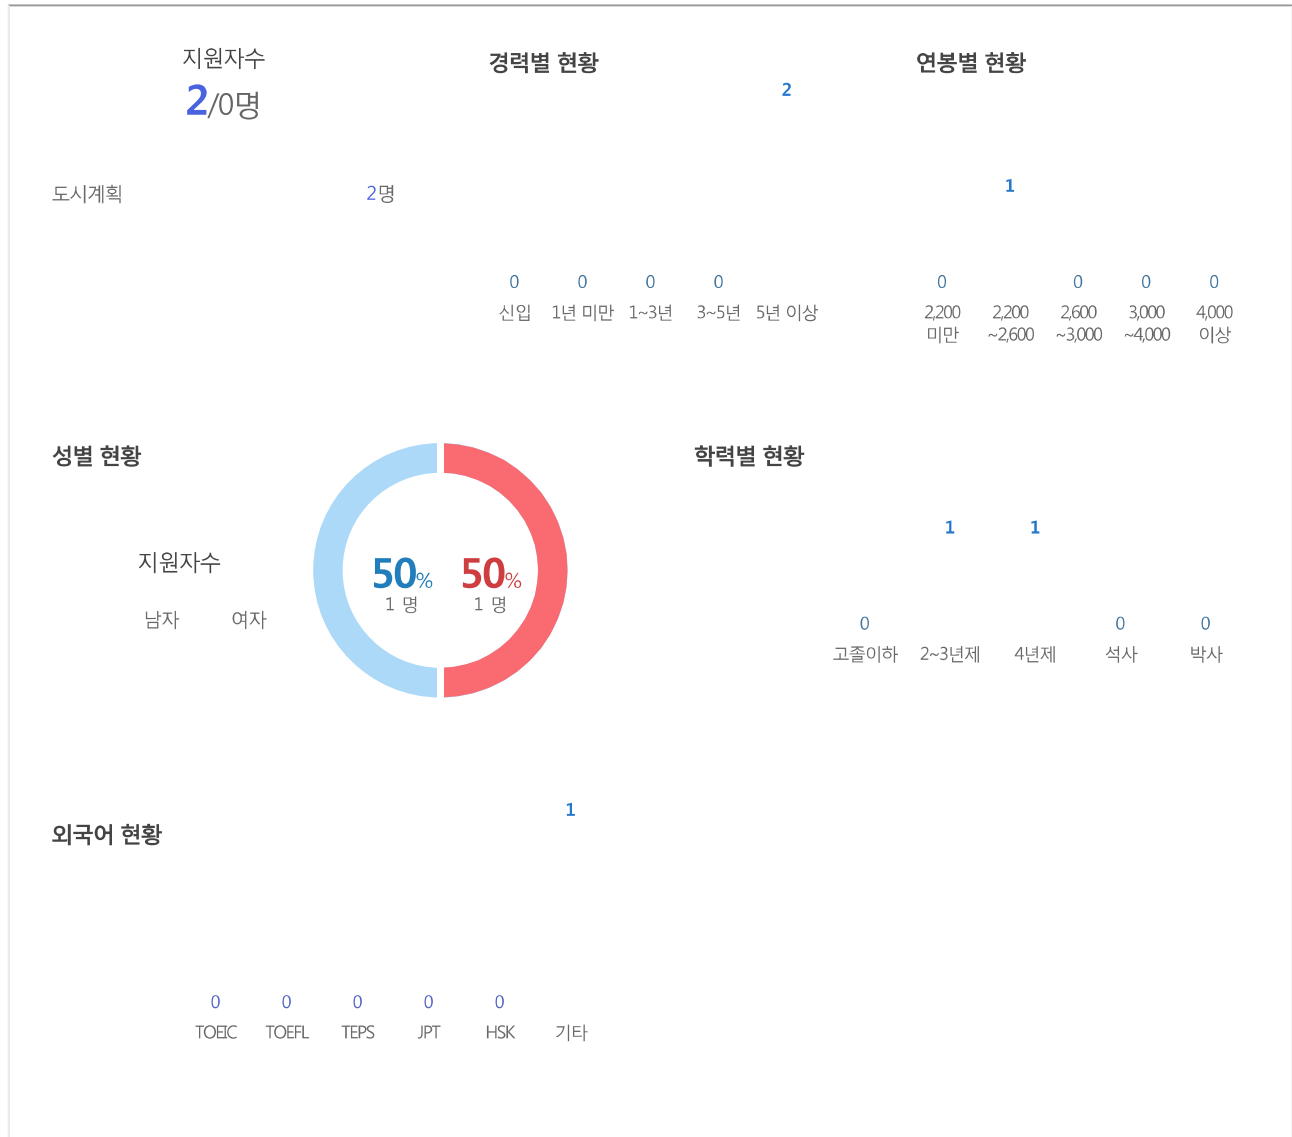 지원자수
2/0명
도시계획 2명
경력별 현황
2
0 0 0 0
신입 1년 미만 1~3년 3~5년 5년 이상
연봉별 현황
1
0 0 0 0
2,200 2,200 2,600 3,000 4,000
미만 ~2,600 ~3,000 ~4,000 이상
성별 현황
지원자수
남자 여자
50% 50%
1 명 1 명
학력별 현황
1 1
0 0 0
고졸이하 2~3년제 4년제 석사 박사
외국어 현황
1
0 0 0 0 0
TOEIC TOEFL TEPS JPT HSK 기타